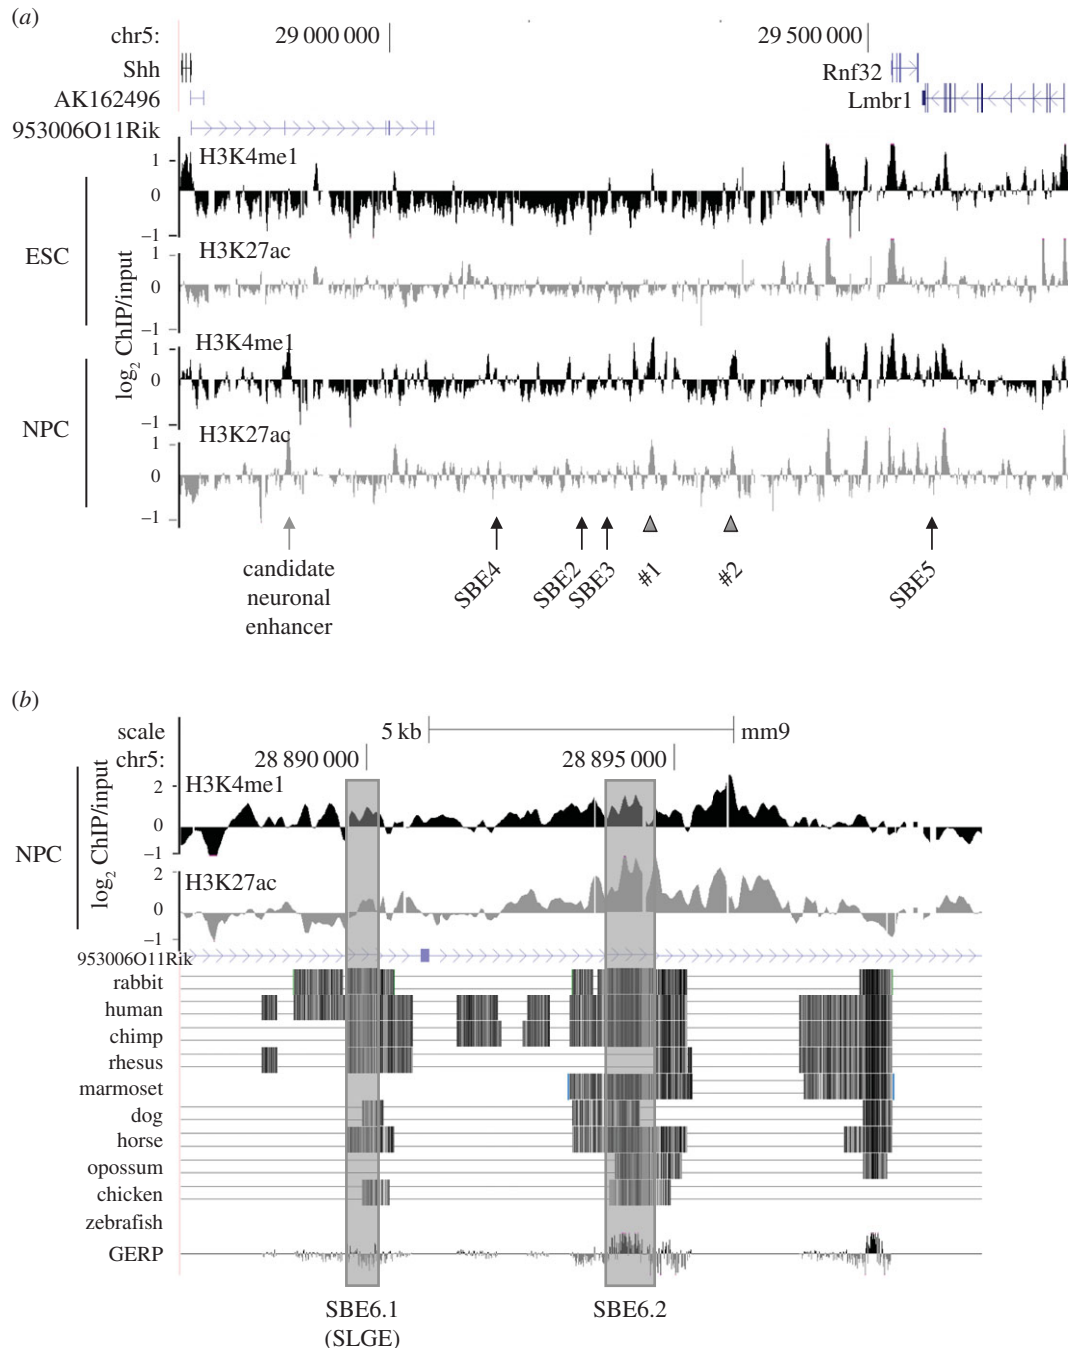 (a)
chr5: 29 000 000 29 500 000
Shh
Rnf32
AK162496
Lmbr1
953006O11Rik
H3K4me1
1
0
–1
ESC
H3K27ac
1
0
–1
log2 ChIP/input
H3K4me1
1
0
–1
NPC
H3K27ac
1
0
–1
candidate
neuronal
enhancer
SBE4
SBE2
SBE3
#1
#2
SBE5
(b)
scale 5 kb mm9
chr5: 28 890 000 28 895 000
H3K4me1
2
0
–1
NPC
log2 ChIP/input
H3K27ac
2
0
–1
953006O11Rik
rabbit
human
chimp
rhesus
marmoset
dog
horse
opossum
chicken
zebrafish
GERP
SBE6.1
(SLGE)
SBE6.2